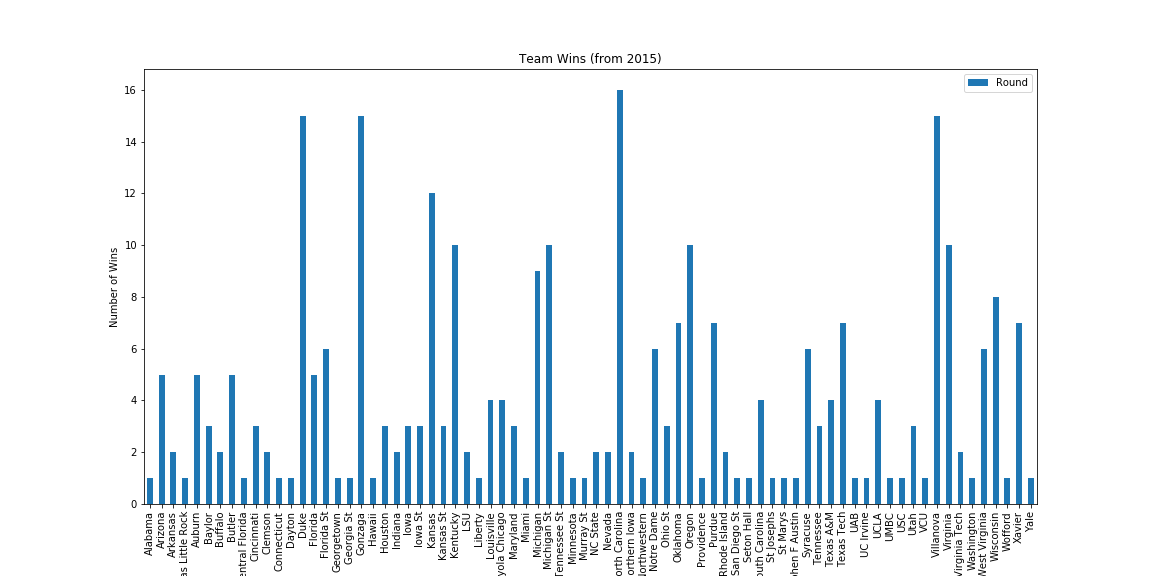 Team Wins (from 2015)
Round
Number of Wins
16
14
12
10
8
6
4
2
0
Alabama
Arizona
Arkansas
as Little Rock
Auburn
Baylor
Buffalo
Butler
entral Florida
Cincinnati
Clemson
Connecticut
Dayton
Duke
Florida
Florida St
Georgetown
Georgia St
Gonzaga
Hawaii
Houston
Indiana
Iowa
Iowa St
Kansas
Kansas St
Kentucky
LSU
Liberty
Louisville
yola Chicago
Maryland
Miami
Michigan
Michigan St
Tennessee St
Minnesota
Murray St
NC State
Nevada
orth Carolina
orthern Iowa
Northwestern
Notre Dame
Ohio St
Oklahoma
Oregon
Providence
Purdue
Rhode Island
San Diego St
Seton Hall
outh Carolina
St Josephs
St Marys
hen F Austin
Syracuse
Tennessee
Texas A&M
Texas Tech
UAB
UC Irvine
UCLA
UMBC
USC
Utah
VCU
Villanova
Virginia
Virginia Tech
Washington
West Virginia
Wisconsin
Wofford
Xavier
Yale